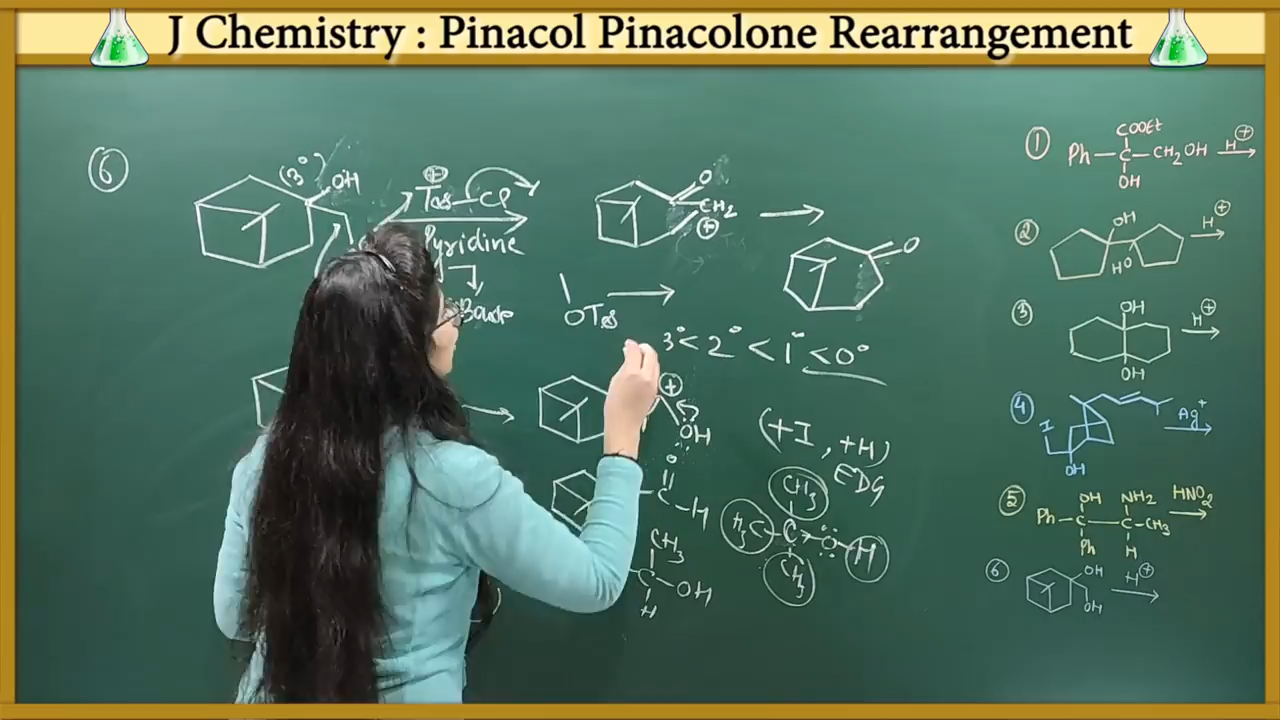 J Chemistry : Pinacol Pinacolone Rearrangement
⑥
(3°)
OH
⊕
Tos—Cl
Pyridine
Base
O
CH₂
⊕
O
OTos
3° < 2° < 1° < 0°
⊕
ÖH
(+I, +H)
EDG
O
C—H
CH₃
C—OH
H
CH₃
H₃C—C—O—H
CH₃
①
COOEt
Ph—C—CH₂OH H⊕
OH
②
OH
HO
H⊕
③
OH
H⊕
OH
④
I
OH
Ag⁺
⑤
OH NH₂ HNO₂
Ph—C—C—CH₃
Ph H
⑥
OH
OH
H⊕